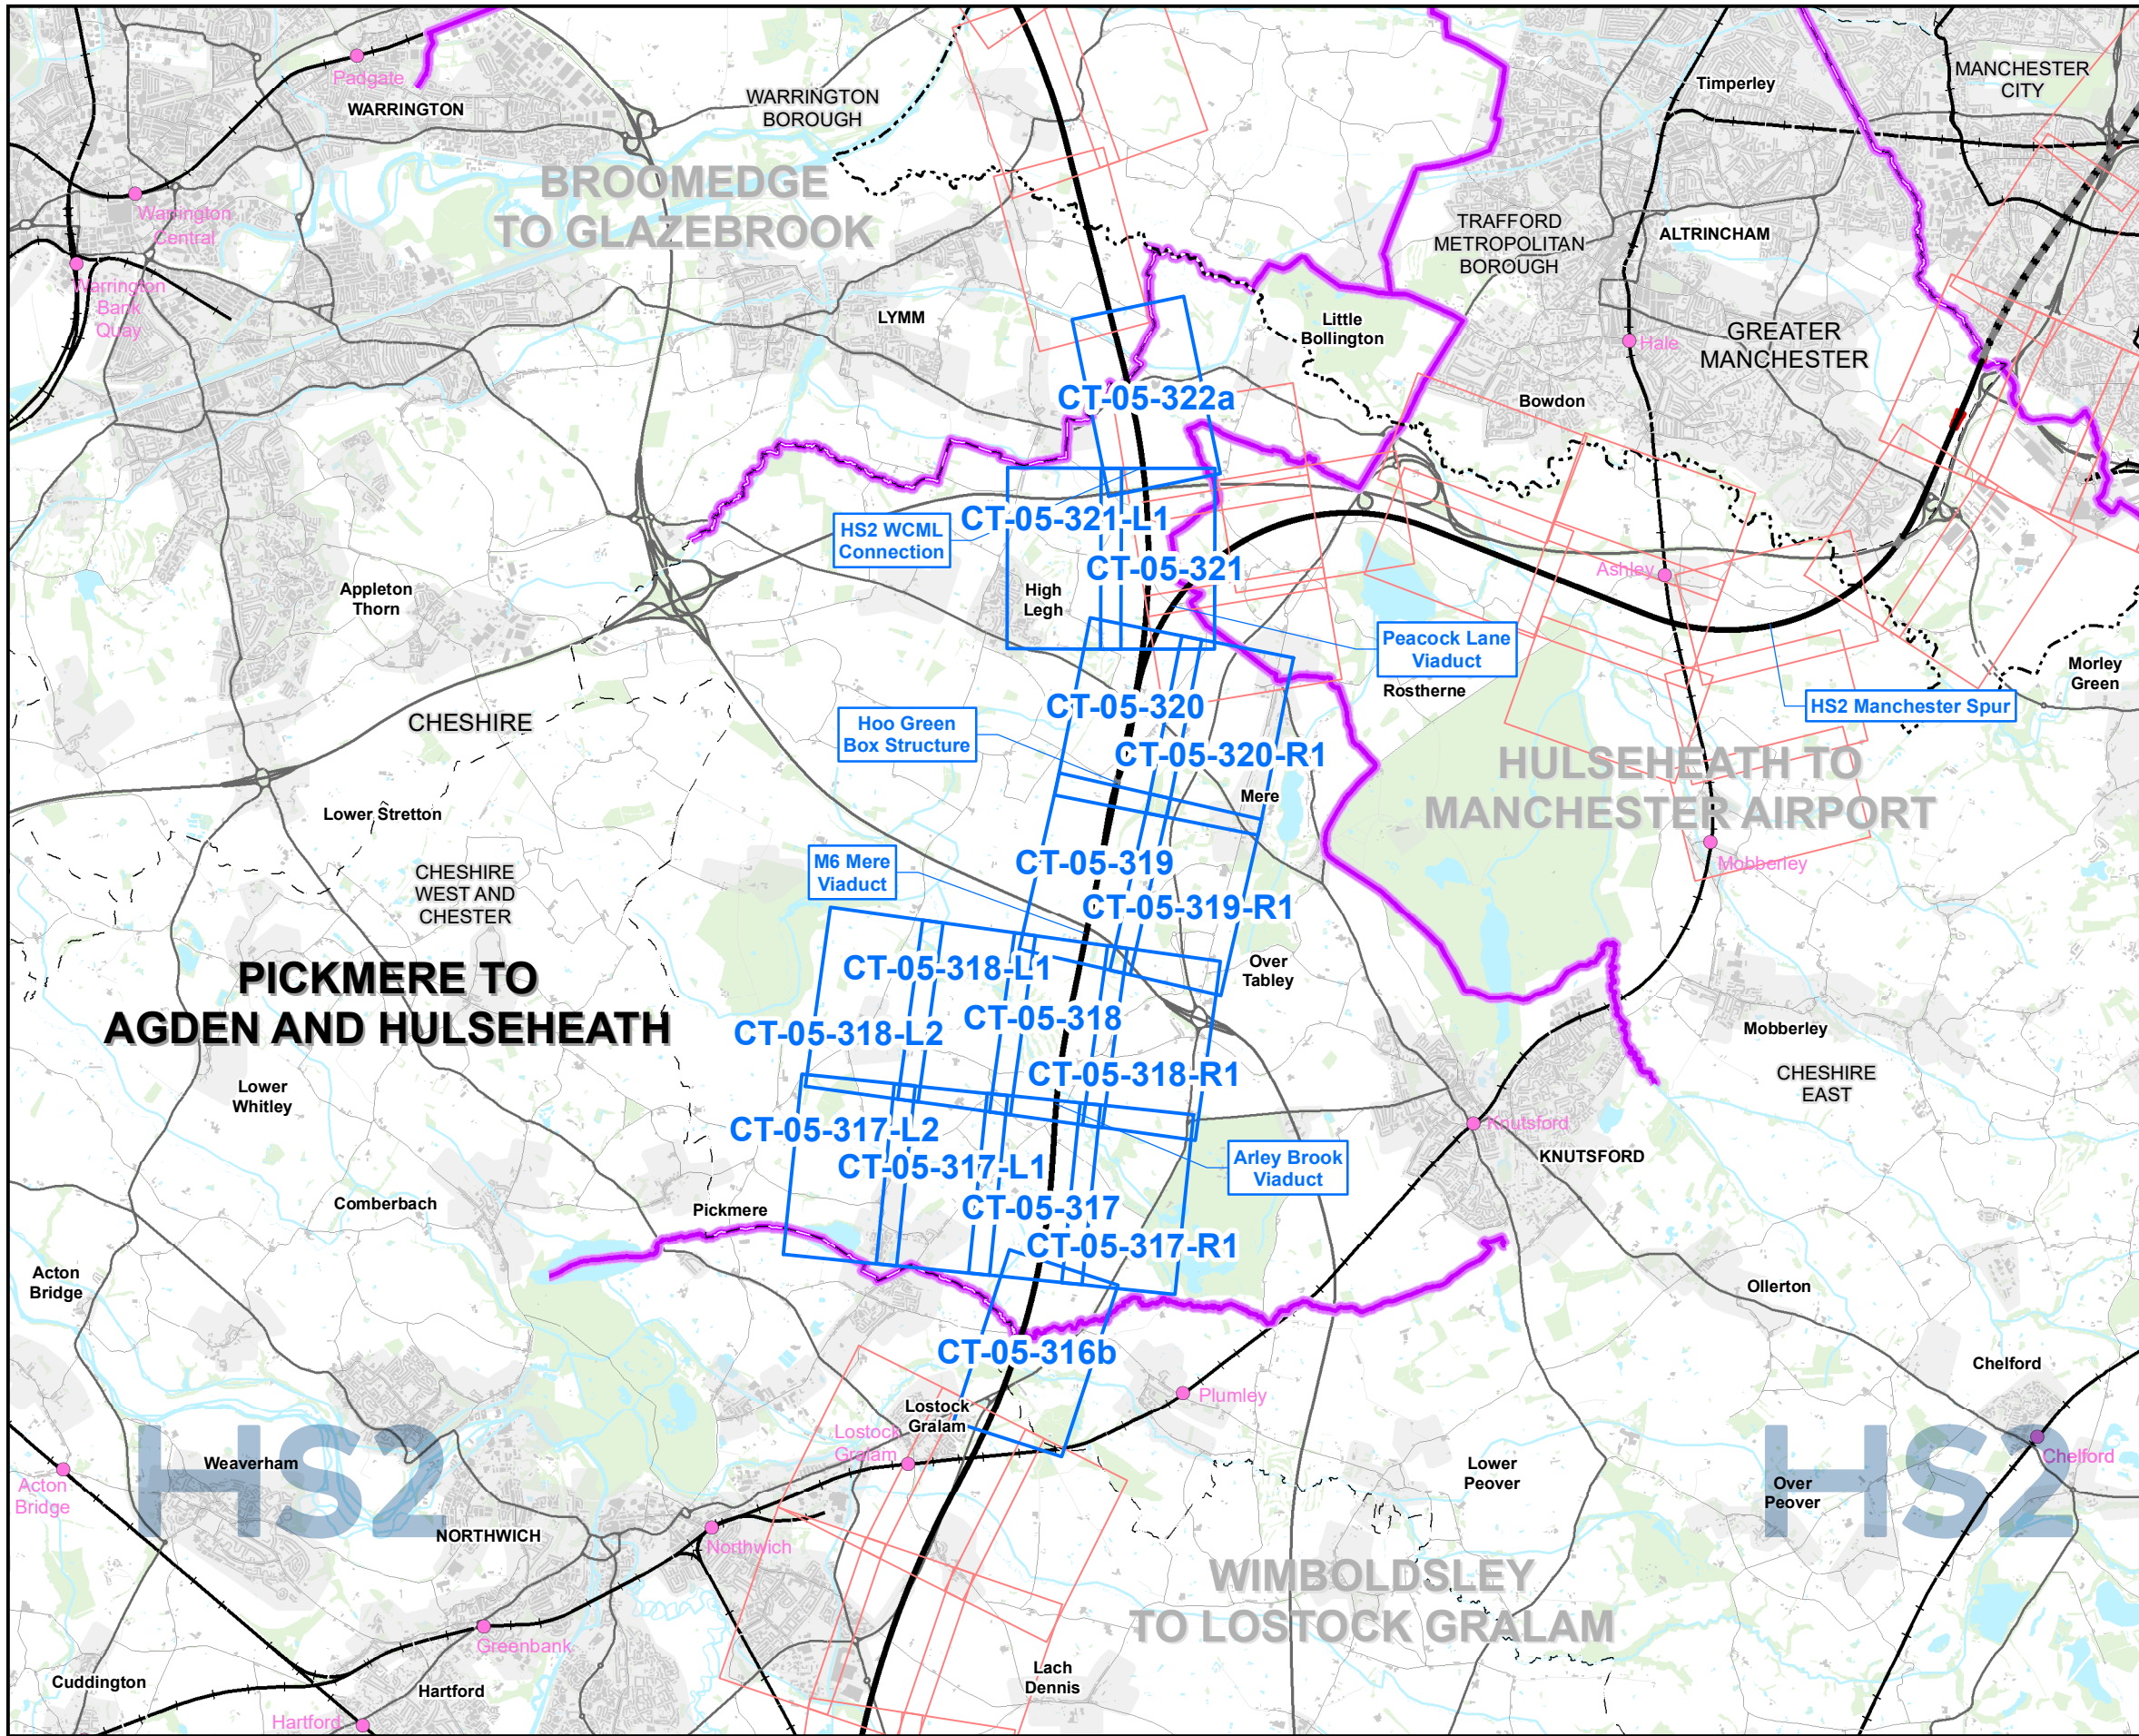 Padgate
WARRINGTON
WARRINGTON
BOROUGH
Timperley
MANCHESTER
CITY
BROOMEDGE
TO GLAZEBROOK
Warrington
Central
Warrington
Bank
Quay
TRAFFORD
METROPOLITAN
BOROUGH
ALTRINCHAM
LYMM
Little
Bollington
Hale
GREATER
MANCHESTER
CT-05-322a
Bowdon
HS2 WCML
Connection
CT-05-321-L1
CT-05-321
Appleton
Thorn
High
Legh
Ashley
Peacock Lane
Viaduct
Rostherne
Morley
Green
HS2 Manchester Spur
CHESHIRE
Hoo Green
Box Structure
CT-05-320
CT-05-320-R1
HULSEHEATH TO
MANCHESTER AIRPORT
Mere
Lower Stretton
M6 Mere
Viaduct
CT-05-319
CT-05-319-R1
Mobberley
CHESHIRE
WEST AND
CHESTER
PICKMERE TO
AGDEN AND HULSEHEATH
CT-05-318-L1
CT-05-318
CT-05-318-L2
CT-05-318-R1
Over
Tabley
Mobberley
CHESHIRE
EAST
Lower
Whitley
CT-05-317-L2
CT-05-317-L1
CT-05-317
CT-05-317-R1
Arley Brook
Viaduct
Knutsford
KNUTSFORD
Comberbach
Pickmere
Acton
Bridge
Ollerton
CT-05-316b
Chelford
Plumley
Lostock
Gralam
Lostock
Gralam
HS2
Weaverham
Acton
Bridge
NORTHWICH
Northwich
Lower
Peover
HS2
Over
Peover
Chelford
WIMBOLDSLEY
TO LOSTOCK GRALAM
Greenbank
Cuddington
Hartford
Hartford
Lach
Dennis